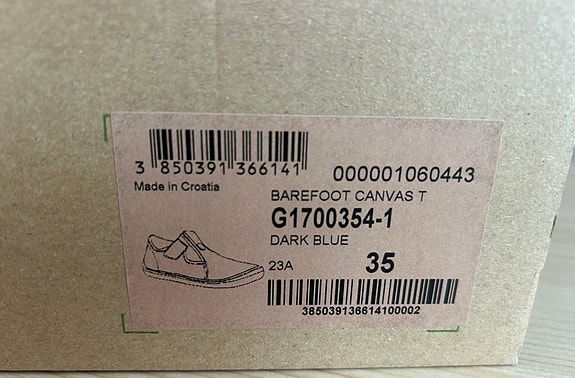 3 850391 366141
000001060443
Made in Croatia
BAREFOOT CANVAS T
G1700354-1
DARK BLUE
23A 35
385039136614100002